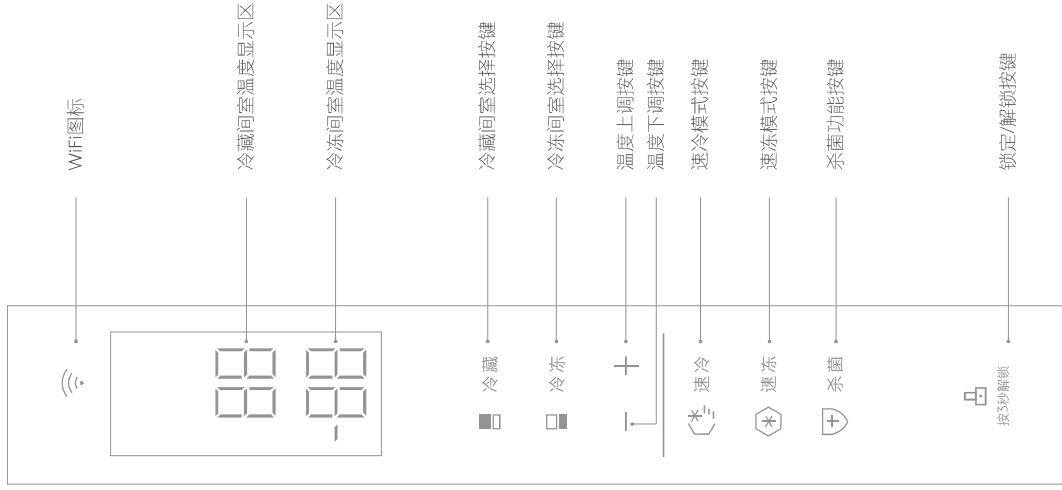 WiFi图标
冷藏间室温度显示区
冷冻间室温度显示区
冷藏间室选择按键
冷冻间室选择按键
温度上调按键
温度下调按键
速冷模式按键
速冻模式按键
杀菌功能按键
锁定/解锁按键
88
-88
冷藏
冷冻
速冷
速冻
杀菌
按3秒解锁